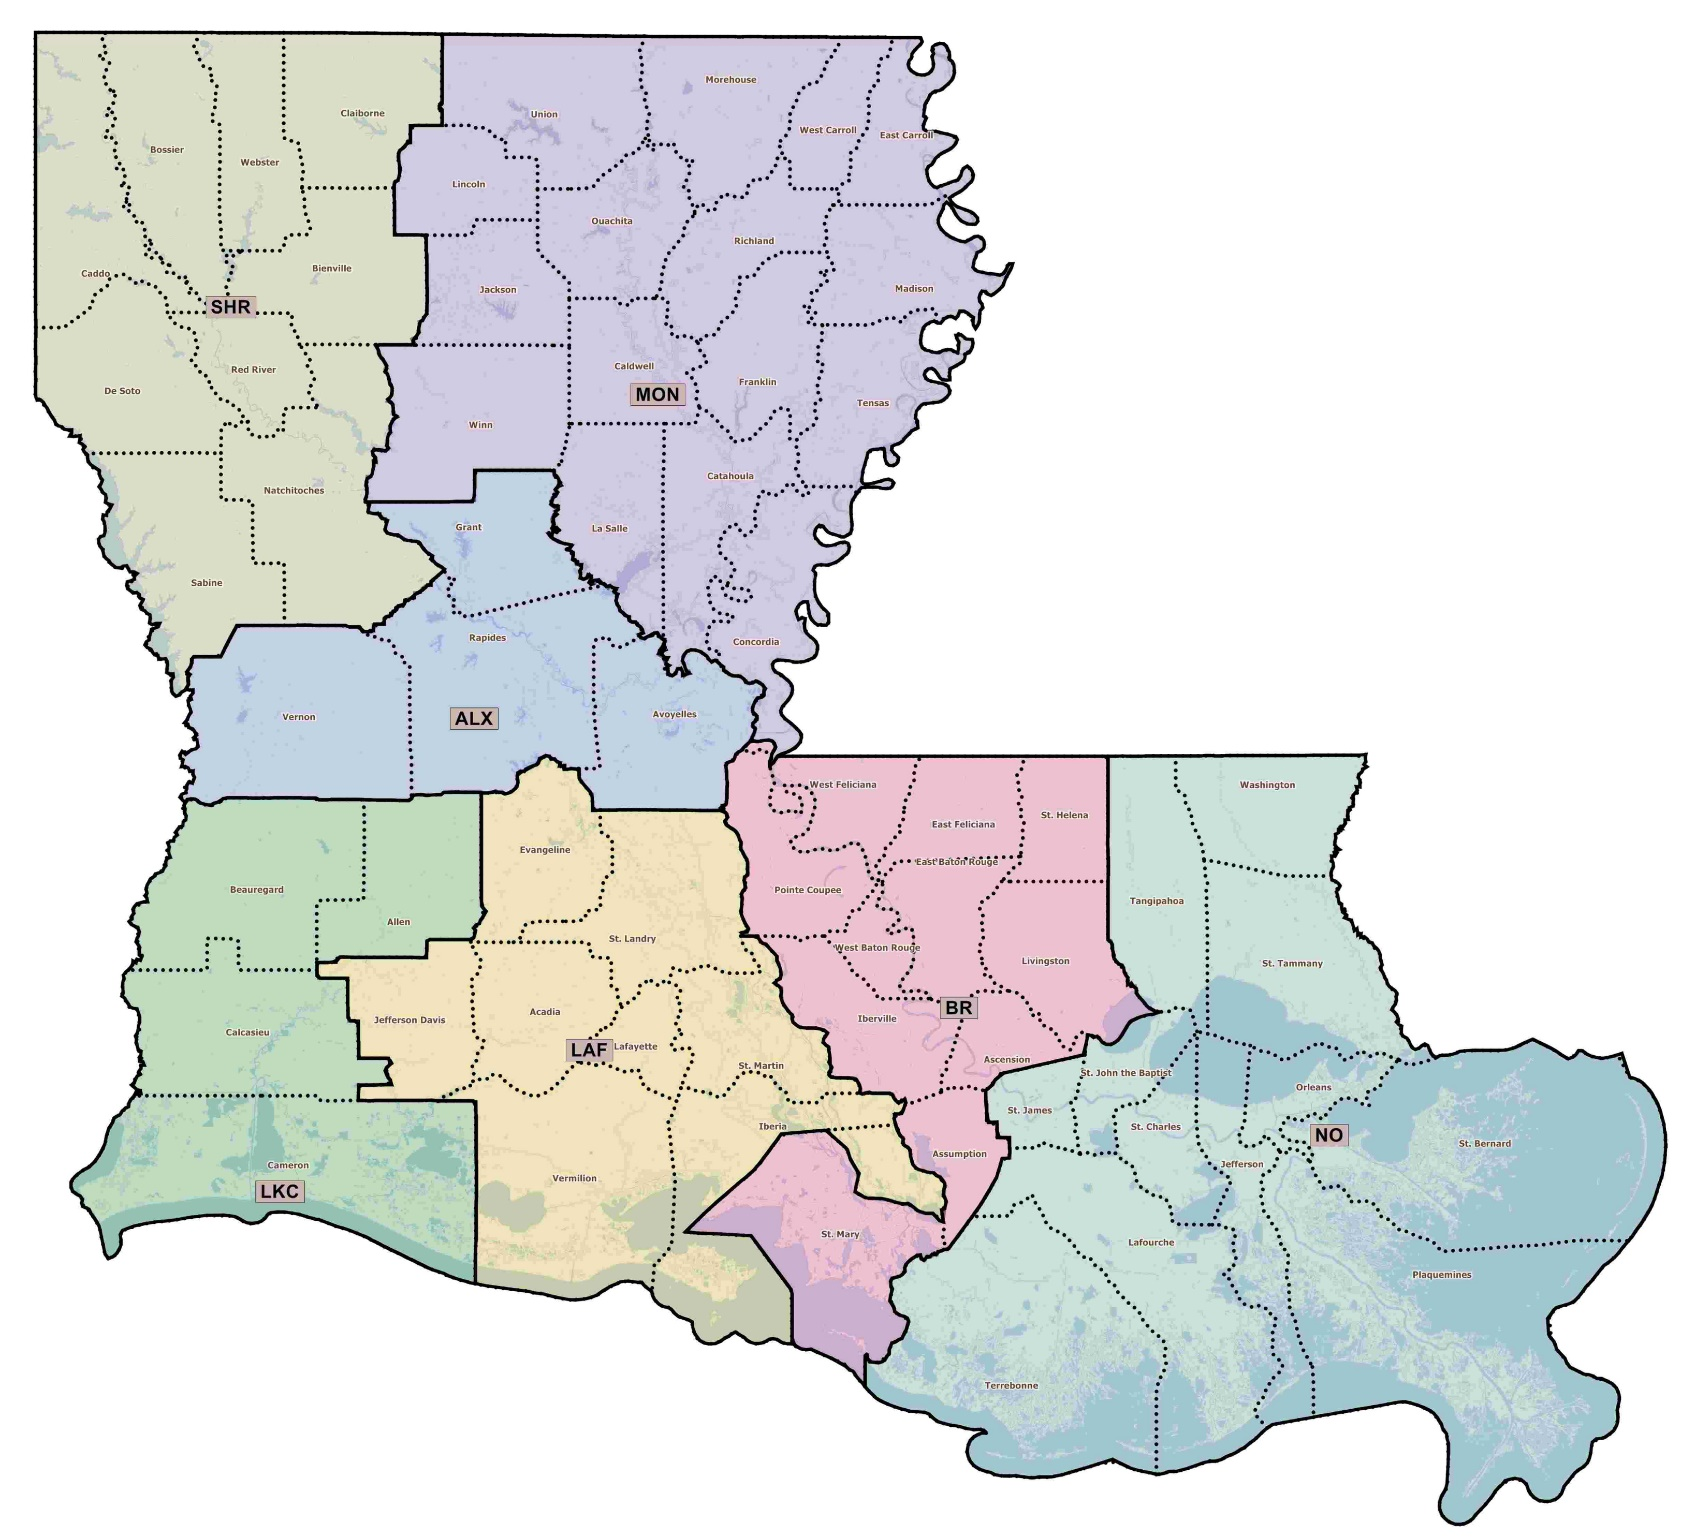 Morehouse
Claiborne
Union
Bossier
Webster
West Carroll
East Carroll
Lincoln
Ouachita
Richland
Caddo
Bienville
Jackson
Madison
SHR
Caldwell
Red River
De Soto
MON
Franklin
Tensas
Winn
Catahoula
Natchitoches
Grant
La Salle
Sabine
Rapides
Concordia
Vernon
ALX
Avoyelles
West Feliciana
Washington
East Feliciana
St. Helena
Evangeline
East Baton Rouge
Beauregard
Pointe Coupee
Tangipahoa
Allen
St. Landry
West Baton Rouge
Livingston
St. Tammany
Jefferson Davis
Acadia
Iberville
BR
Calcasieu
LAF
Lafayette
St. Martin
Ascension
St. John the Baptist
Orleans
St. James
Iberia
St. Charles
NO
St. Bernard
Assumption
Cameron
LKC
Vermilion
Jefferson
St. Mary
Lafourche
Plaquemines
Terrebonne